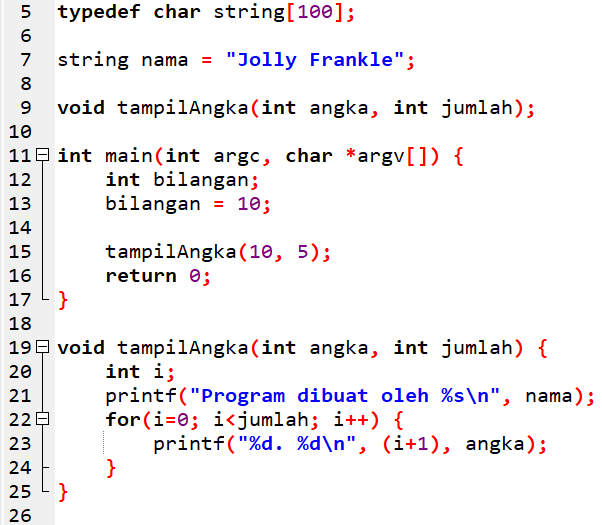 5 typedef char string[100];
6
7 string nama = "Jolly Frankle";
8
9 void tampilAngka(int angka, int jumlah);
10
11 int main(int argc, char *argv[]) {
12     int bilangan;
13     bilangan = 10;
14
15     tampilAngka(10, 5);
16     return 0;
17 }
18
19 void tampilAngka(int angka, int jumlah) {
20     int i;
21     printf("Program dibuat oleh %s\n", nama);
22     for(i=0; i<jumlah; i++) {
23         printf("%d. %d\n", (i+1), angka);
24     }
25 }
26